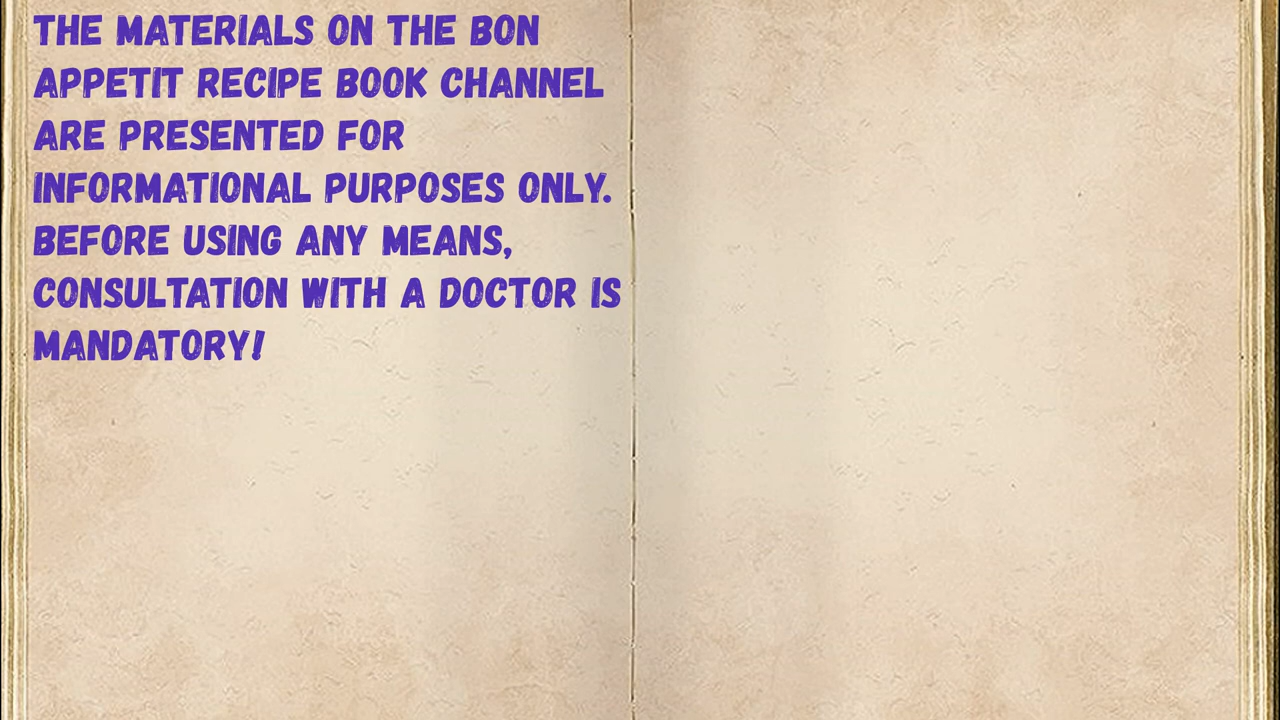 THE MATERIALS ON THE BON
APPETIT RECIPE BOOK CHANNEL
ARE PRESENTED FOR
INFORMATIONAL PURPOSES ONLY.
BEFORE USING ANY MEANS,
CONSULTATION WITH A DOCTOR IS
MANDATORY!